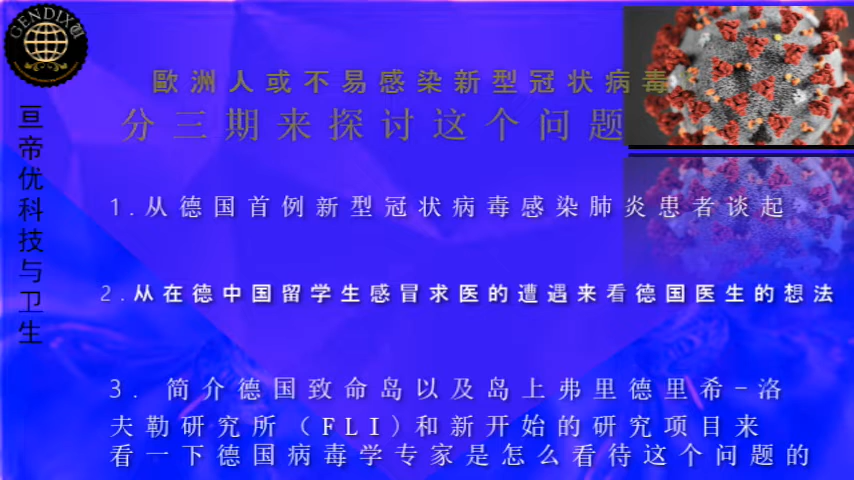 GENDIXU
亘帝优科技与卫生
歐洲人或不易感染新型冠状病毒
分三期来探讨这个问题
1.从德国首例新型冠状病毒感染肺炎患者谈起
2.从在德中国留学生感冒求医的遭遇来看德国医生的想法
3. 简介德国致命岛以及岛上弗里德里希-洛
夫勒研究所（FLI)和新开始的研究项目来
看一下德国病毒学专家是怎么看待这个问题的